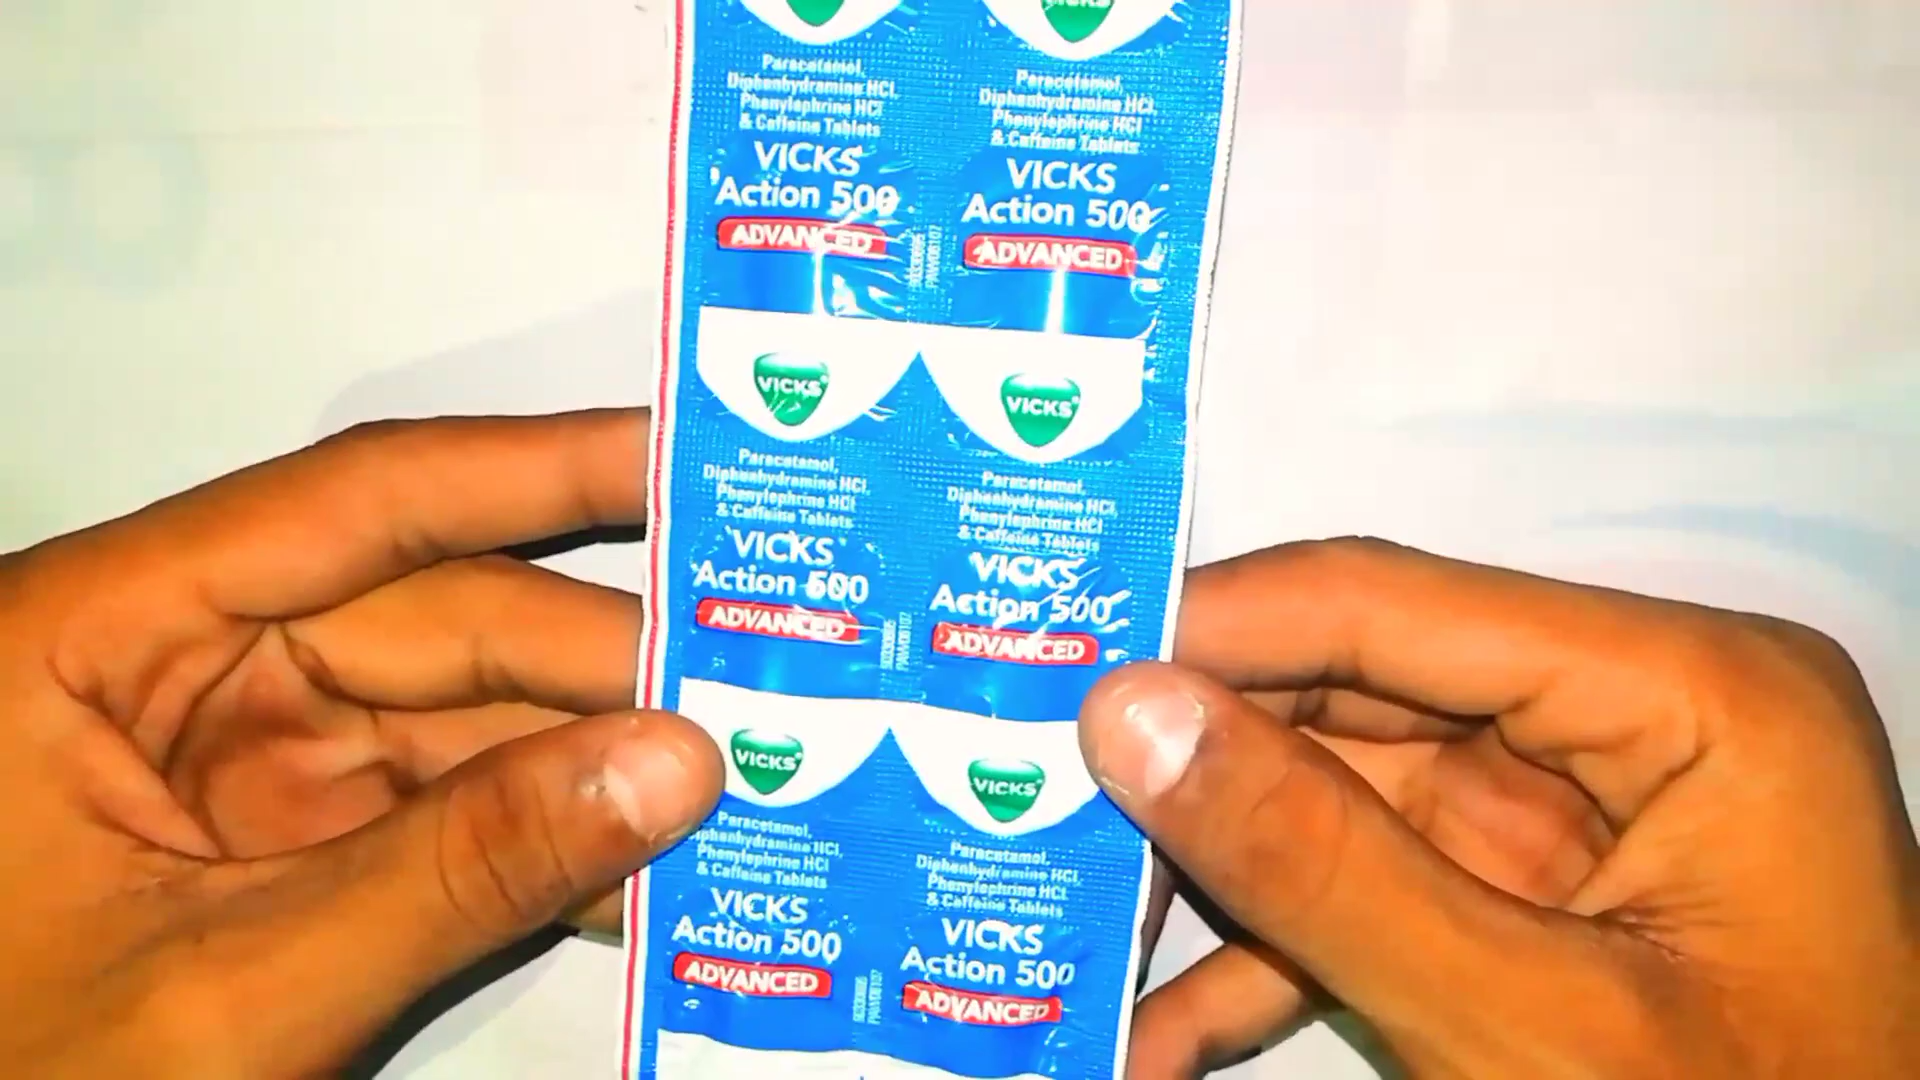 VICKS
Paracetamol,
Diphenhydramine HCl,
Phenylephrine HCl
& Caffeine Tablets
VICKS
Action 500
ADVANCED
Paracetamol,
Diphenhydramine HCl,
Phenylephrine HCl
& Caffeine Tablets
VICKS
Action 500
ADVANCED
VICKS
VICKS
Paracetamol,
Diphenhydramine HCl,
Phenylephrine HCl
& Caffeine Tablets
VICKS
Action 500
ADVANCED
Paracetamol,
Diphenhydramine HCl,
Phenylephrine HCl
& Caffeine Tablets
VICKS
Action 500
ADVANCED
VICKS
VICKS
Paracetamol,
Phenylephrine HCl
& Caffeine Tablets
VICKS
Action 500
ADVANCED
Paracetamol,
Diphenhydramine HCl,
Phenylephrine HCl
& Caffeine Tablets
VICKS
Action 500
ADVANCED